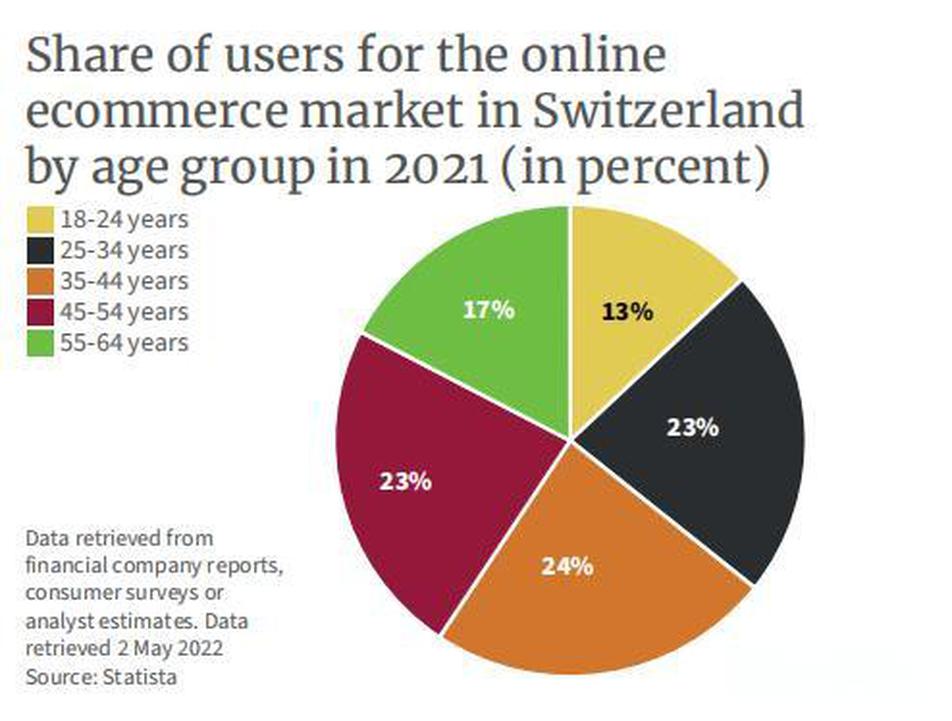 Share of users for the online
ecommerce market in Switzerland
by age group in 2021 (in percent)
18-24 years
25-34 years
35-44 years
45-54 years
55-64 years
17%
13%
23%
23%
24%
Data retrieved from
financial company reports,
consumer surveys or
analyst estimates. Data
retrieved 2 May 2022
Source: Statista